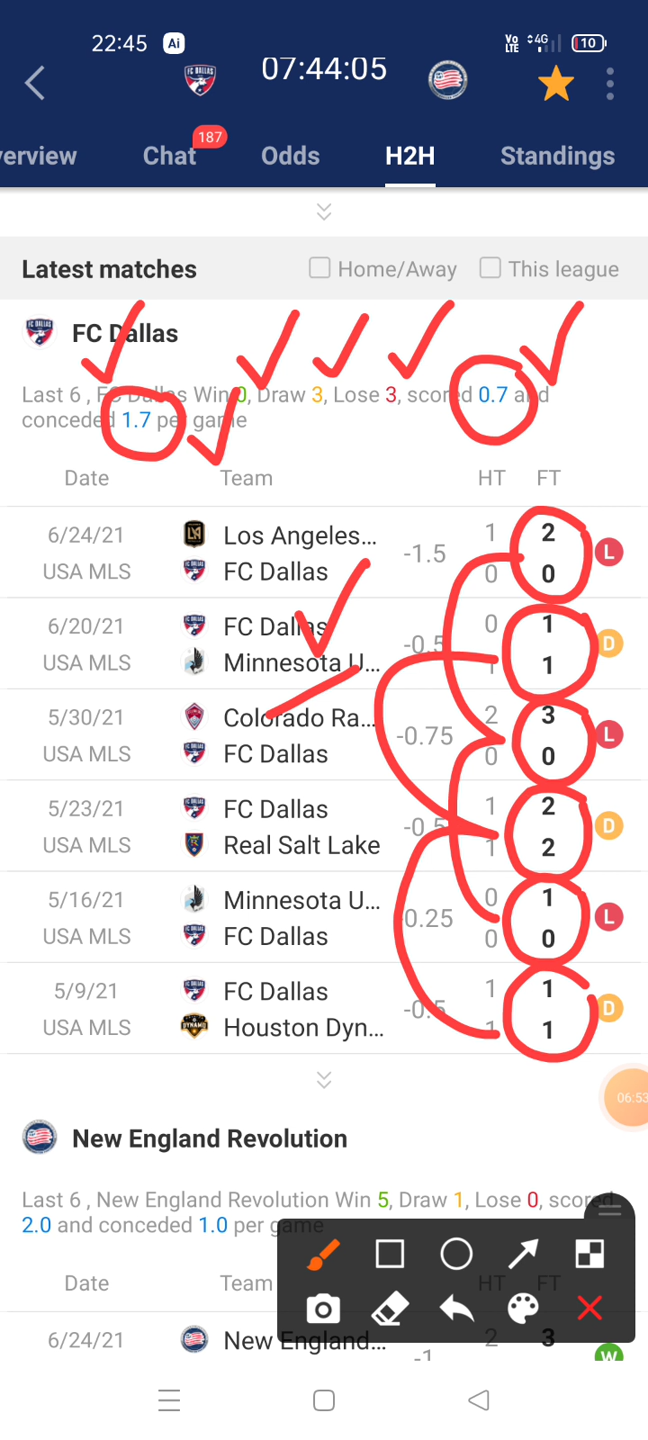 22:45 Ai Vo LTE 4G 10
FC DALLAS 07:44:05
verview Chat 187 Odds H2H Standings
Latest matches Home/Away This league
FC DALLAS FC Dallas
Last 6 , FC Dallas Win 0, Draw 3, Lose 3, scored 0.7 and
conceded 1.7 per game
Date Team HT FT
6/24/21 Los Angeles... 1 2
USA MLS FC Dallas -1.5 0 0 L
6/20/21 FC Dallas 0 1
USA MLS Minnesota U... -0.5 1 1 D
5/30/21 Colorado Ra... 2 3
USA MLS FC Dallas -0.75 0 0 L
5/23/21 FC Dallas 1 2
USA MLS Real Salt Lake -0.5 1 2 D
5/16/21 Minnesota U... 0 1
USA MLS FC Dallas 0.25 0 0 L
5/9/21 FC Dallas 1 1
USA MLS Houston Dyn... -0.5 1 1 D
06:53
New England Revolution
Last 6 , New England Revolution Win 5, Draw 1, Lose 0, scored
2.0 and conceded 1.0 per game
Date Team HT FT
6/24/21 New England... -1 2 3 W